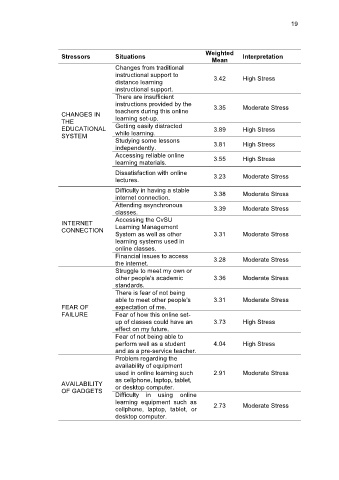 19
Stressors Situations Weighted Mean Interpretation
Changes from traditional
instructional support to
distance learning
instructional support.
3.42 High Stress
There are insufficient
instructions provided by the
teachers during this online
learning set-up.
3.35 Moderate Stress
CHANGES IN
THE
EDUCATIONAL
SYSTEM
Getting easily distracted
while learning.
3.89 High Stress
Studying some lessons
independently.
3.81 High Stress
Accessing reliable online
learning materials.
3.55 High Stress
Dissatisfaction with online
lectures.
3.23 Moderate Stress
Difficulty in having a stable
internet connection.
3.38 Moderate Stress
Attending asynchronous
classes.
3.39 Moderate Stress
INTERNET
CONNECTION
Accessing the CvSU
Learning Management
System as well as other
learning systems used in
online classes.
3.31 Moderate Stress
Financial issues to access
the internet.
3.28 Moderate Stress
Struggle to meet my own or
other people's academic
standards.
3.36 Moderate Stress
There is fear of not being
able to meet other people's
expectation of me.
3.31 Moderate Stress
FEAR OF
FAILURE
Fear of how this online set-
up of classes could have an
effect on my future.
3.73 High Stress
Fear of not being able to
perform well as a student
and as a pre-service teacher.
4.04 High Stress
Problem regarding the
availability of equipment
used in online learning such
as cellphone, laptop, tablet,
or desktop computer.
2.91 Moderate Stress
AVAILABILITY
OF GADGETS
Difficulty in using online
learning equipment such as
cellphone, laptop, tablet, or
desktop computer.
2.73 Moderate Stress